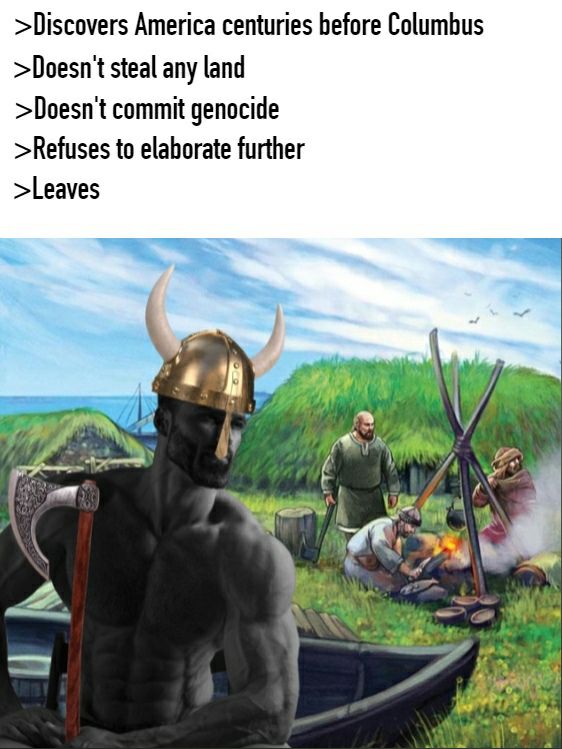 >Discovers America centuries before Columbus
>Doesn't steal any land
>Doesn't commit genocide
>Refuses to elaborate further
>Leaves